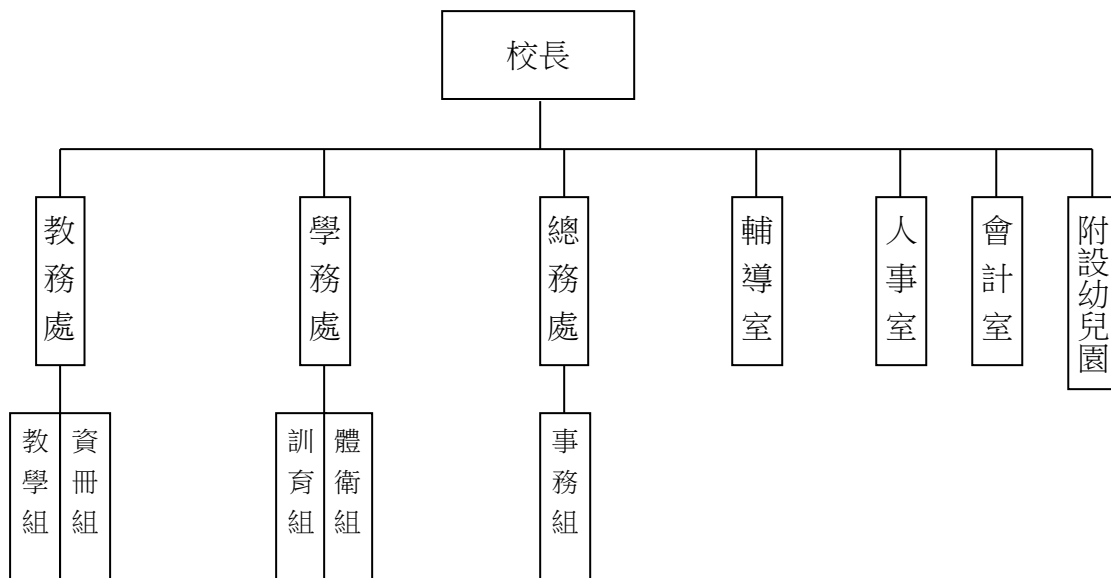 校長
教務處
學務處
總務處
輔導室
人事室
會計室
附設幼兒園
教學組
資冊組
訓育組
體衛組
事務組